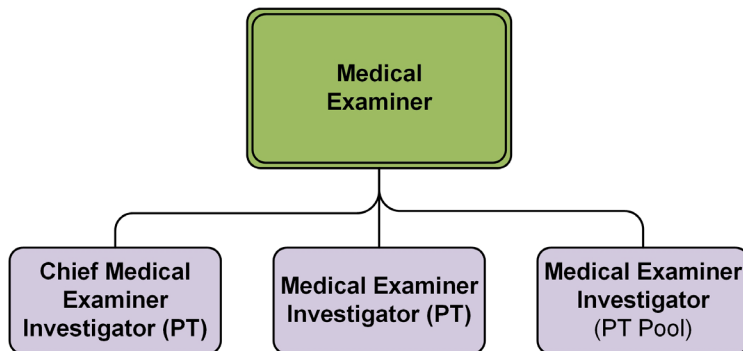 Medical
Examiner
Chief Medical
Examiner
Investigator (PT)
Medical Examiner
Investigator (PT)
Medical Examiner
Investigator
(PT Pool)